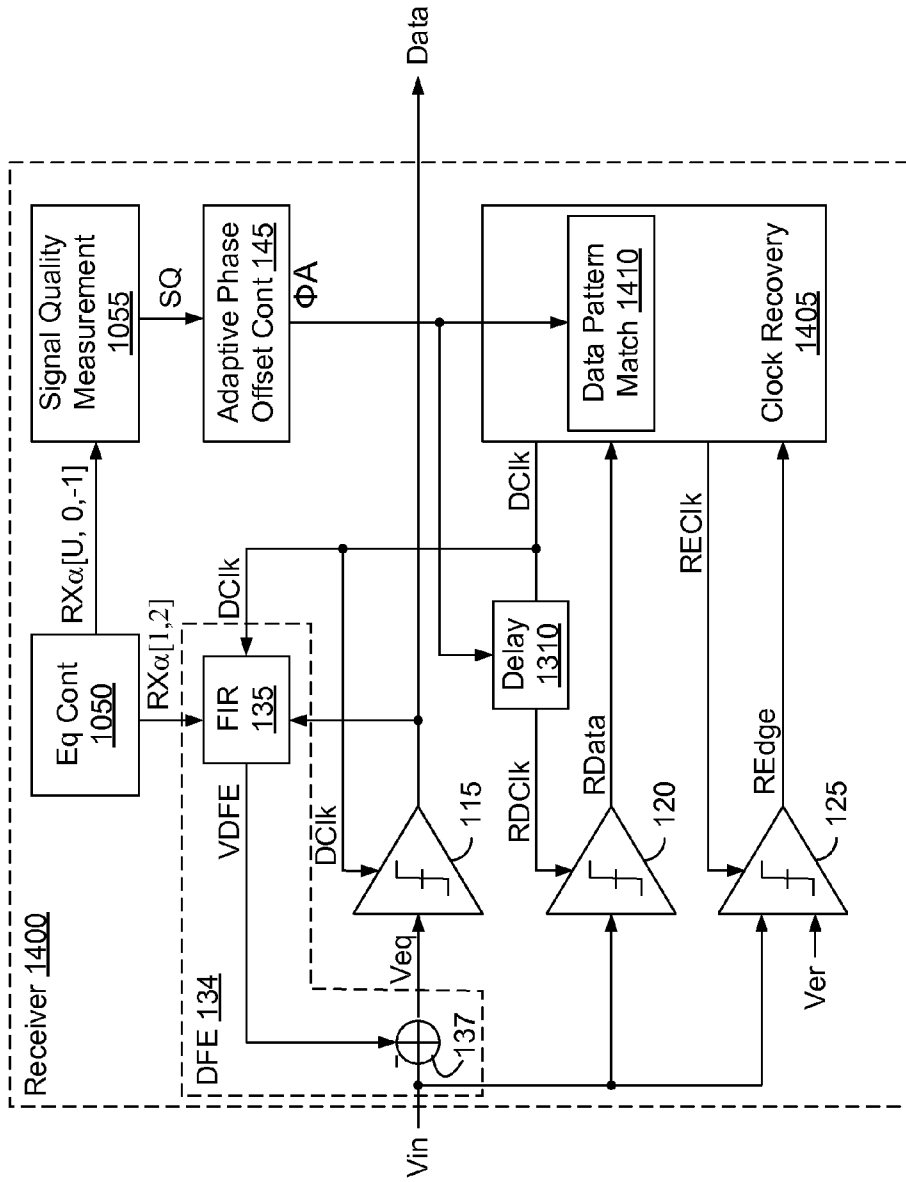 Receiver 1400
Eq Cont
1050
RXα[U, 0,-1]
Signal Quality
Measurement
1055
RXα[1,2]
SQ
DFE 134
VDFE
FIR
135
DClk
Adaptive Phase
Offset Cont 145
ΦA
DClk
Vin
137
Veq
115
Data
DClk
Delay
1310
RDClk
RData
120
Data Pattern
Match 1410
REClk
REdge
Ver
125
Clock Recovery
1405